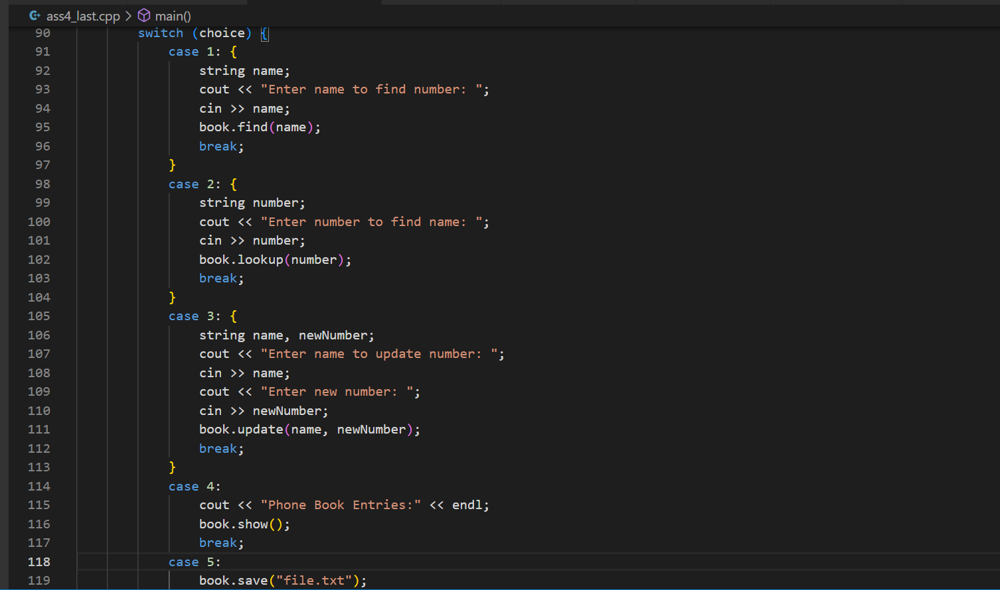 ass4_last.cpp > main()
90 switch (choice) {
91 case 1: {
92 string name;
93 cout << "Enter name to find number: ";
94 cin >> name;
95 book.find(name);
96 break;
97 }
98 case 2: {
99 string number;
100 cout << "Enter number to find name: ";
101 cin >> number;
102 book.lookup(number);
103 break;
104 }
105 case 3: {
106 string name, newNumber;
107 cout << "Enter name to update number: ";
108 cin >> name;
109 cout << "Enter new number: ";
110 cin >> newNumber;
111 book.update(name, newNumber);
112 break;
113 }
114 case 4:
115 cout << "Phone Book Entries:" << endl;
116 book.show();
117 break;
118 case 5:
119 book.save("file.txt");